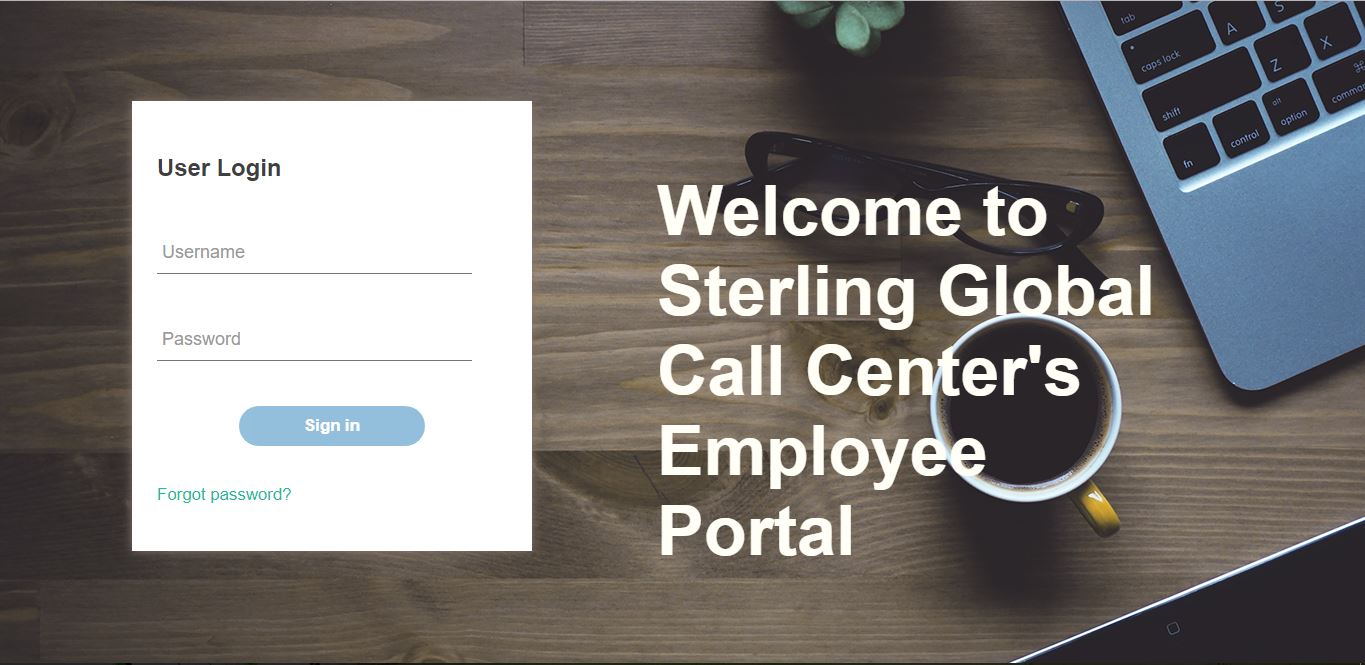 User Login
Username
Password
Sign in
Forgot password?
Welcome to
Sterling Global
Call Center's
Employee
Portal
tab
caps lock
A
S
shift
Z
X
fn
control
alt
option
⌘